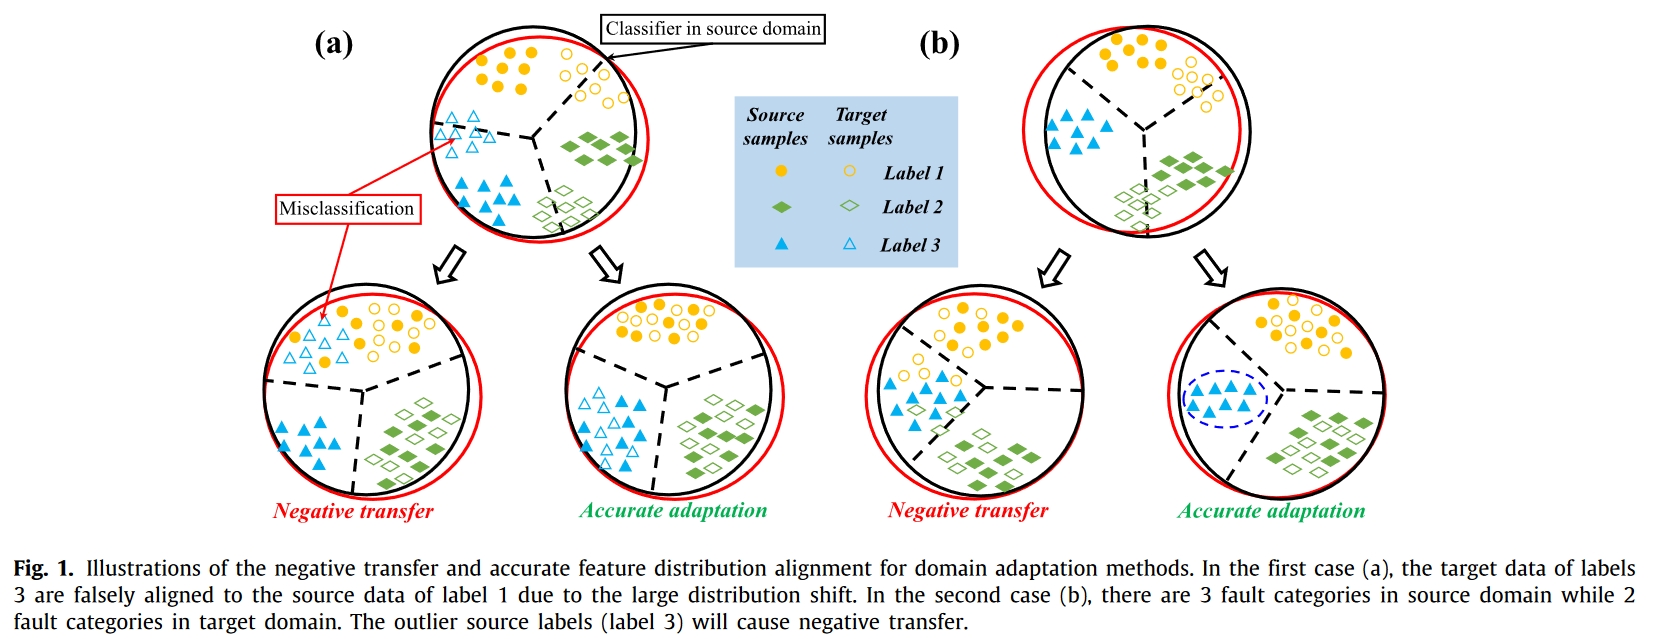 (a)
Classifier in source domain
(b)
Source samples
Target samples
Label 1
Label 2
Label 3
Misclassification
Negative transfer
Accurate adaptation
Negative transfer
Accurate adaptation
Fig. 1. Illustrations of the negative transfer and accurate feature distribution alignment for domain adaptation methods. In the first case (a), the target data of labels
3 are falsely aligned to the source data of label 1 due to the large distribution shift. In the second case (b), there are 3 fault categories in source domain while 2
fault categories in target domain. The outlier source labels (label 3) will cause negative transfer.